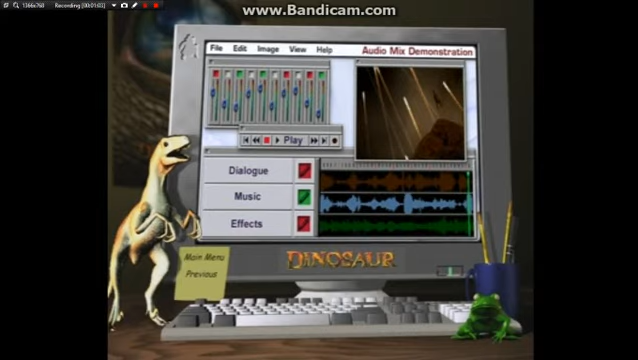 www.Bandicam.com
1366x768
Recording [00:01:03]
File Edit Image View Help
Audio Mix Demonstration
Play
Dialogue
Music
Effects
DINOSAUR
Main Menu
Previous